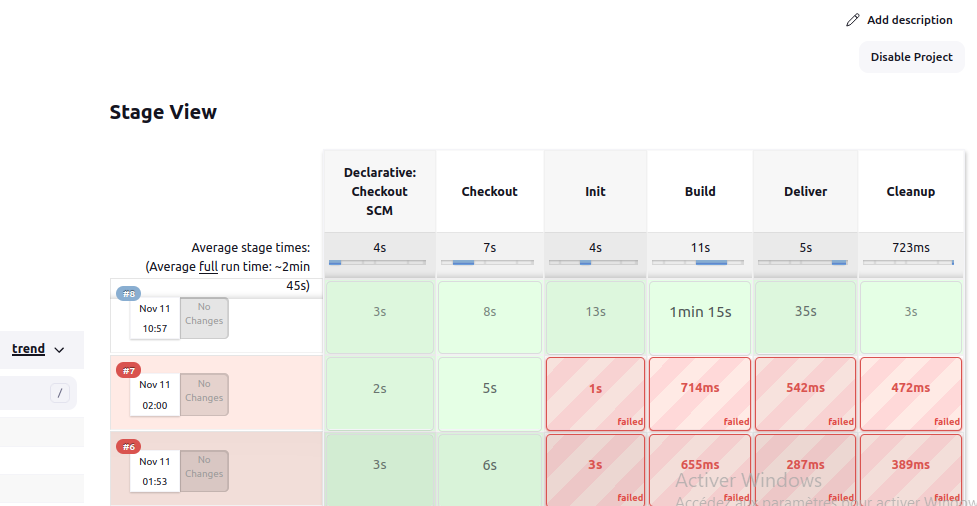 Add description
Disable Project
Stage View
Declarative:
Checkout
SCM
Checkout
Init
Build
Deliver
Cleanup
Average stage times:
(Average full run time: ~2min
45s)
4s
7s
4s
11s
5s
723ms
#8
Nov 11
10:57
No
Changes
3s
8s
13s
1min 15s
35s
3s
trend
#7
Nov 11
02:00
No
Changes
2s
5s
1s
failed
714ms
failed
542ms
failed
472ms
failed
/
#6
Nov 11
01:53
No
Changes
3s
6s
3s
failed
655ms
failed
287ms
failed
389ms
failed
Activer Windows
Accédez aux paramètres pour activer Windows